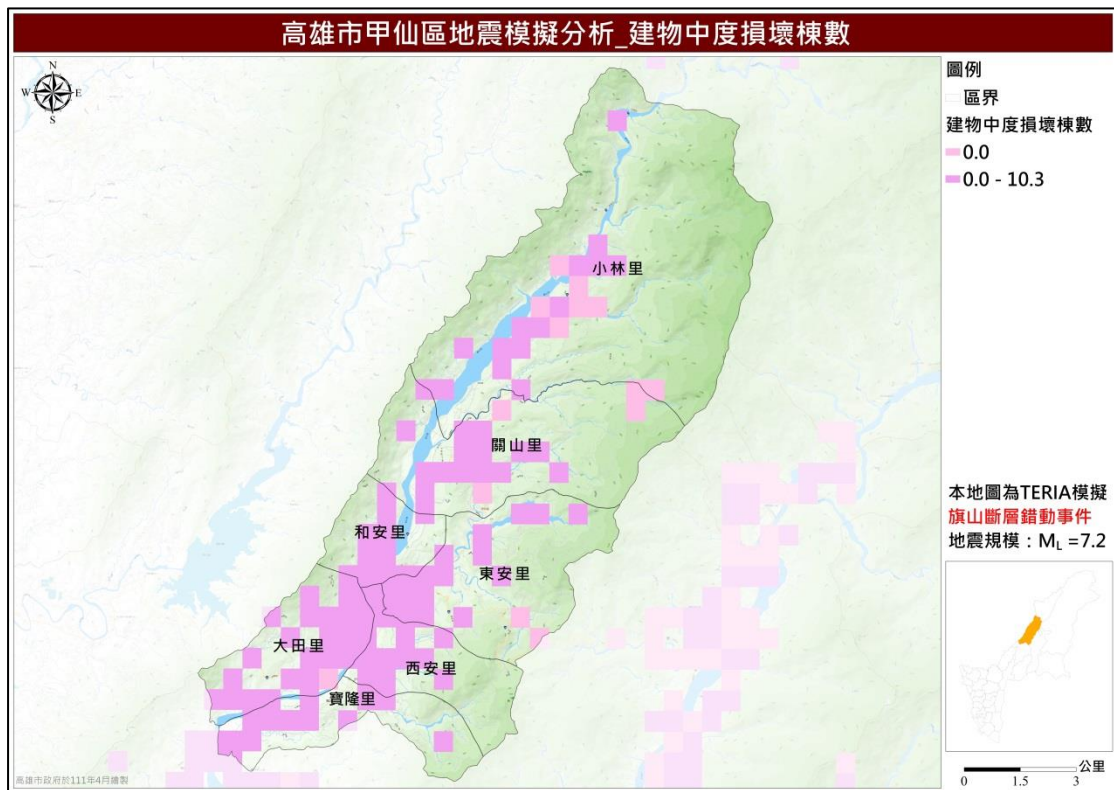 高雄市甲仙區地震模擬分析_建物中度損壞棟數
N
W
E
S
圖例
區界
建物中度損壞棟數
0.0
0.0 - 10.3
小林里
關山里
和安里
東安里
大田里
西安里
寶隆里
本地圖為TERIA模擬
旗山斷層錯動事件
地震規模：ML =7.2
公里
0 1.5 3
高雄市政府於111年4月繪製